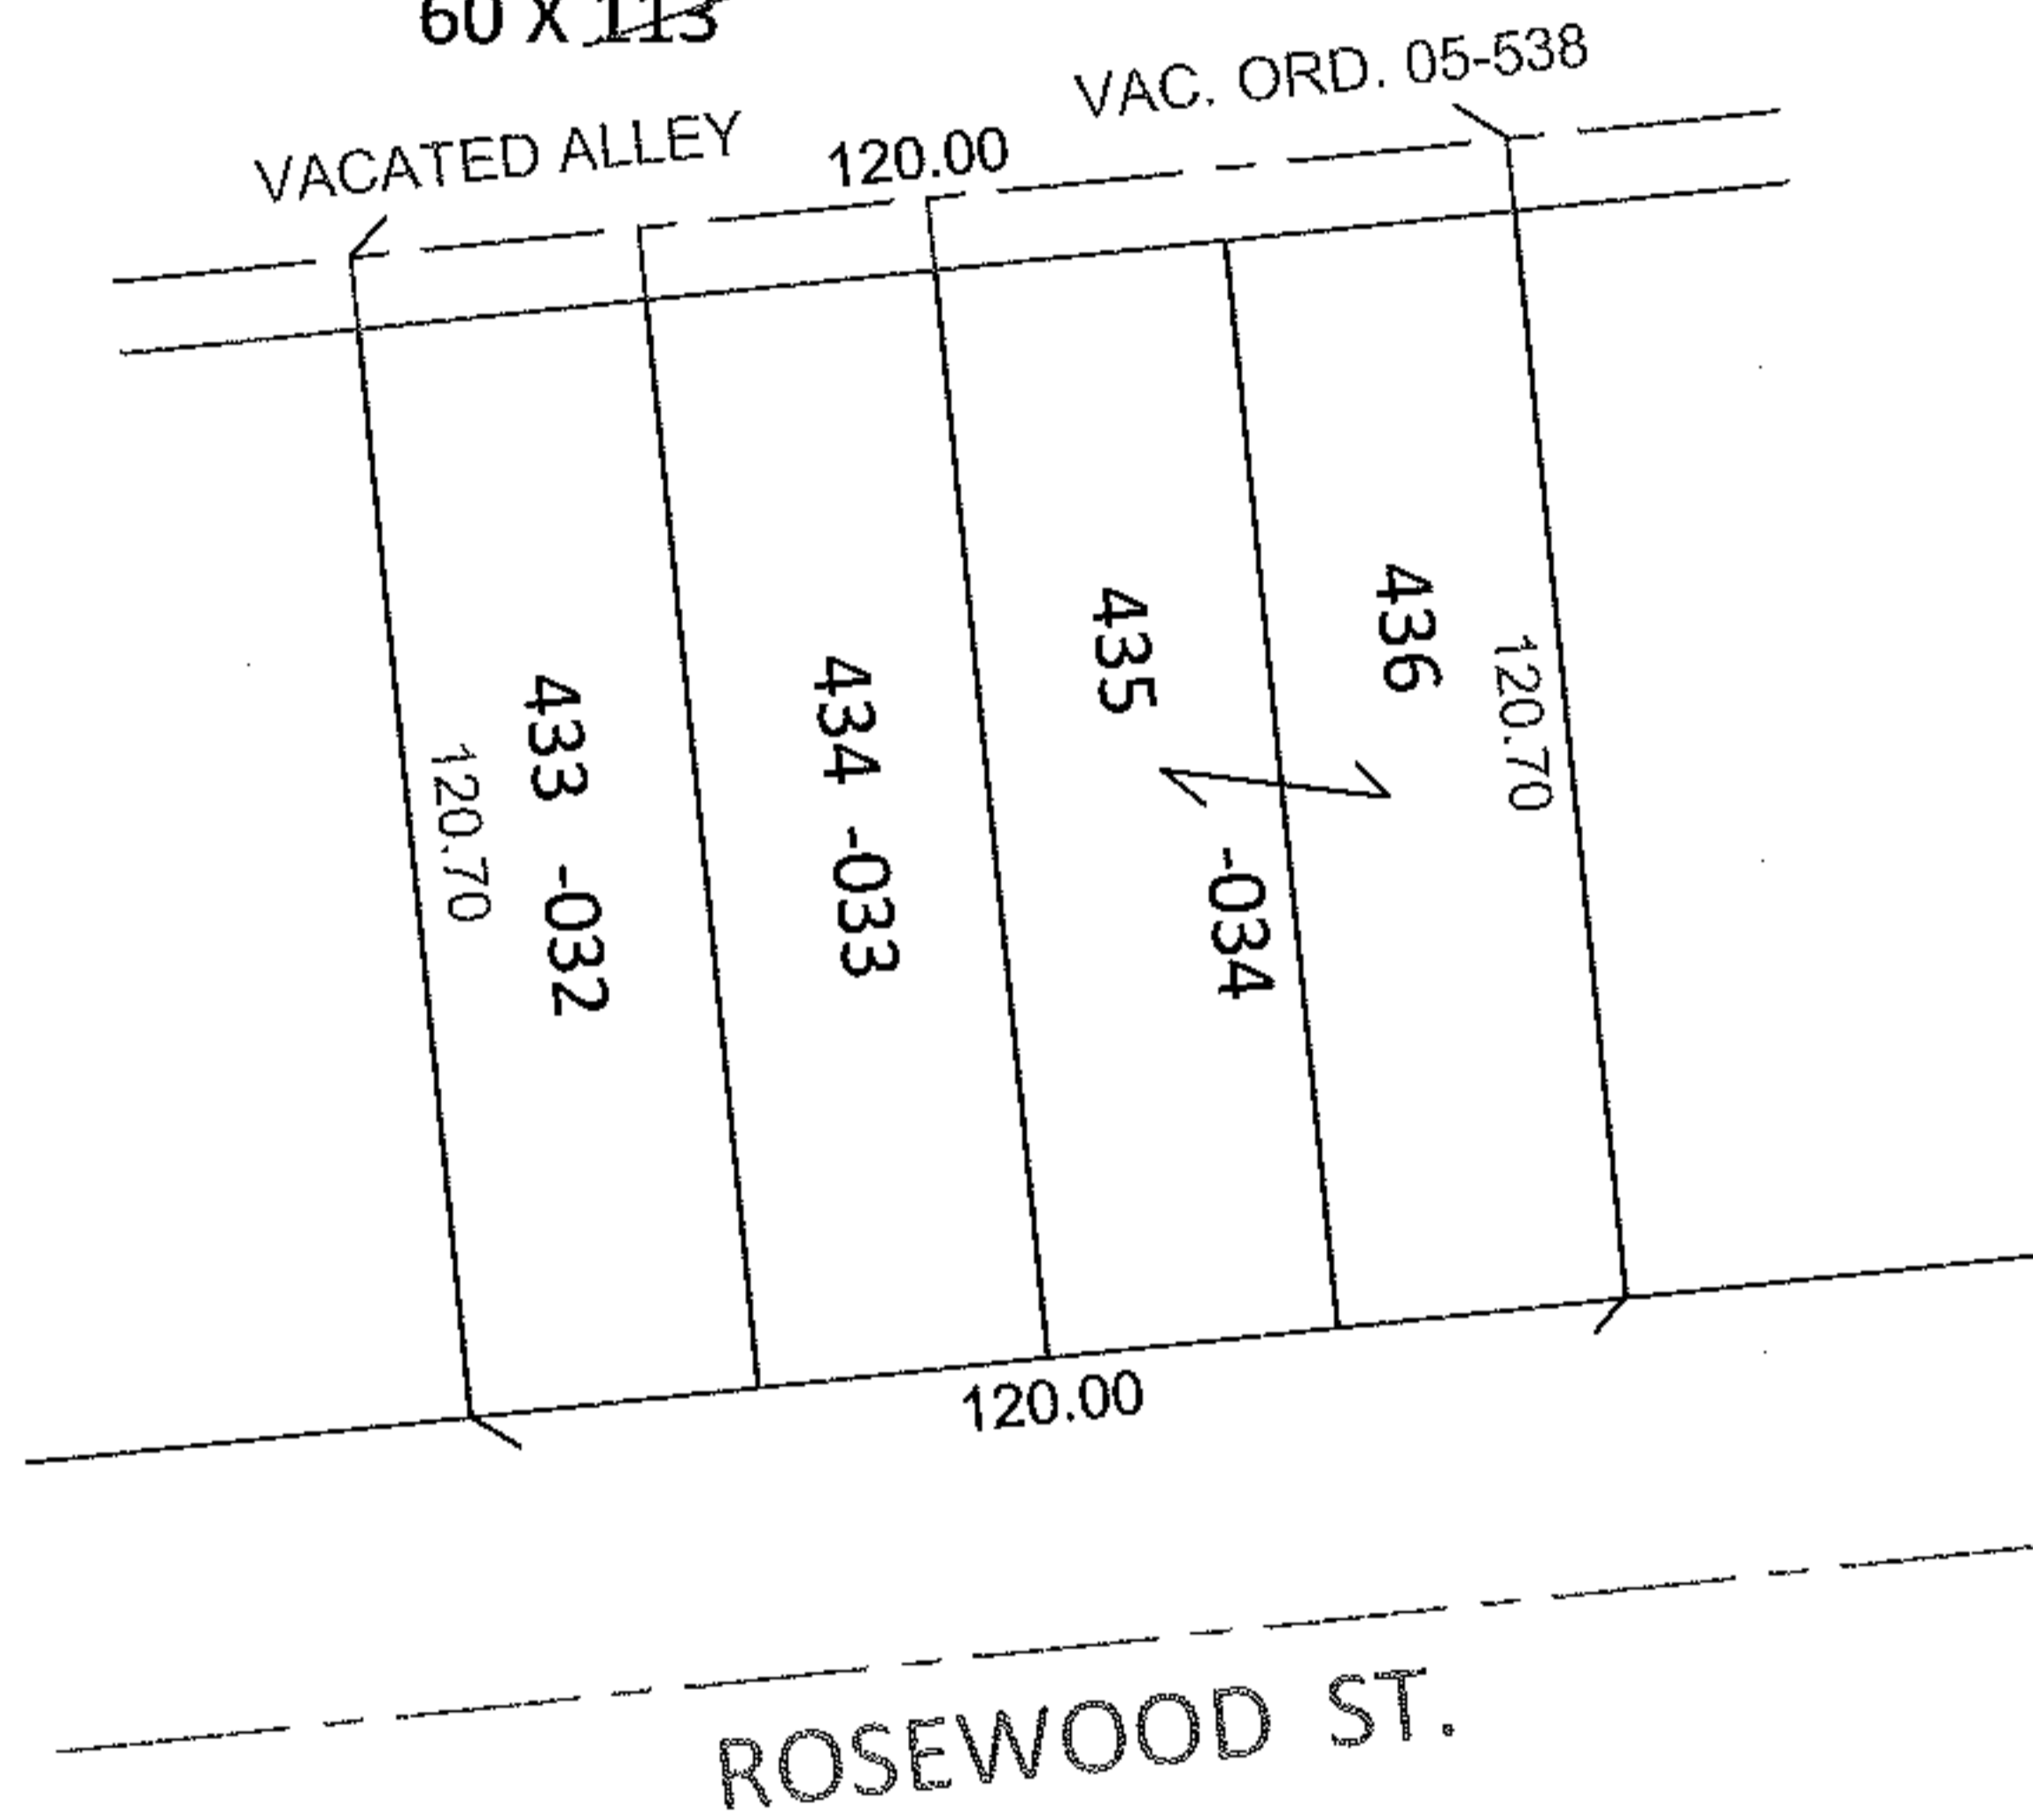 60 X 113
VACATED ALLEY
120.00
VAC. ORD. 05-538
433 -032
120.70
434 -033
435
436
-034
120.70
120.00
ROSEWOOD ST.